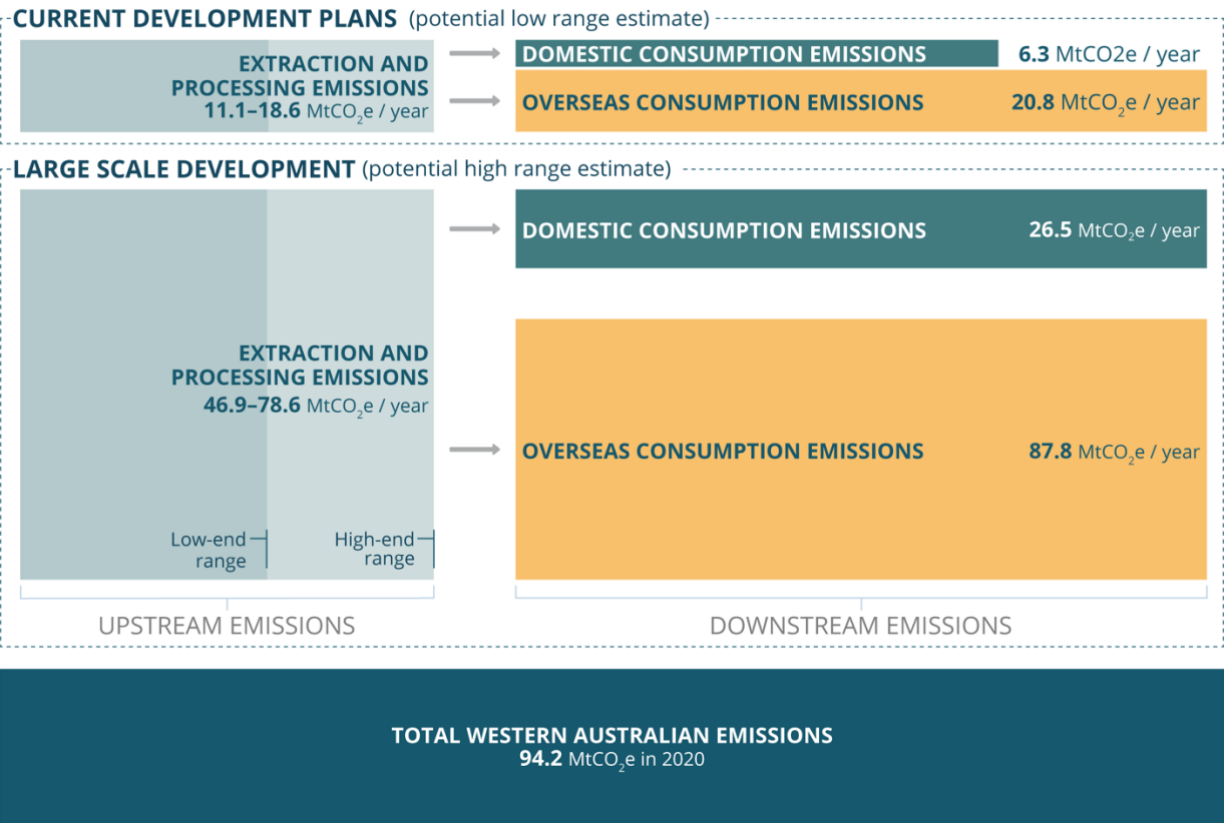 CURRENT DEVELOPMENT PLANS (potential low range estimate)
EXTRACTION AND
PROCESSING EMISSIONS
11.1–18.6 MtCO₂e / year
DOMESTIC CONSUMPTION EMISSIONS 6.3 MtCO2e / year
OVERSEAS CONSUMPTION EMISSIONS 20.8 MtCO₂e / year
LARGE SCALE DEVELOPMENT (potential high range estimate)
DOMESTIC CONSUMPTION EMISSIONS 26.5 MtCO₂e / year
EXTRACTION AND
PROCESSING EMISSIONS
46.9–78.6 MtCO₂e / year
OVERSEAS CONSUMPTION EMISSIONS 87.8 MtCO₂e / year
Low-end
range
High-end
range
UPSTREAM EMISSIONS
DOWNSTREAM EMISSIONS
TOTAL WESTERN AUSTRALIAN EMISSIONS
94.2 MtCO₂e in 2020